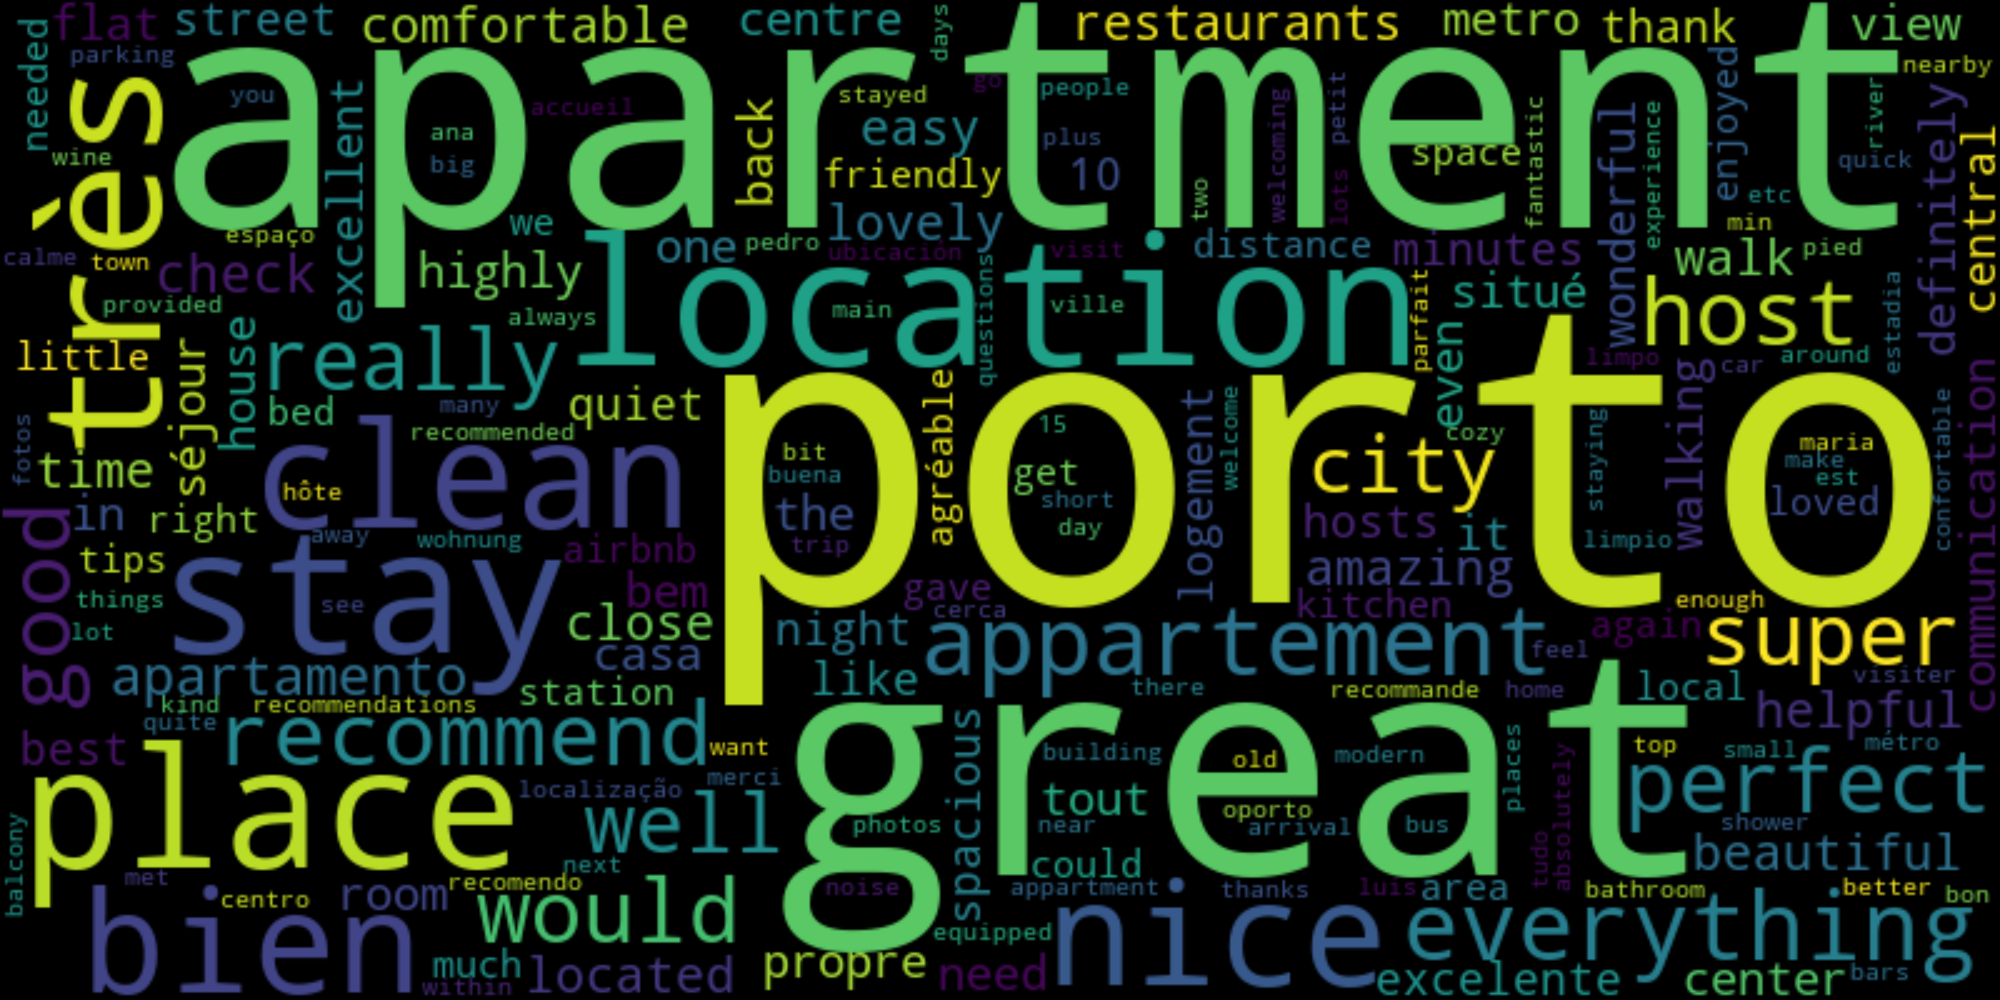 flat
street
comfortable
centre
days
restaurants
metro
thank
view
needed
parking
apartment
nearby
très
you
excellent
accueil
back
stayed
go
people
petit
enjoyed
river
definitely
wine
ana
big
easy
plus
welcoming
fantastic
wonderful
experience
quick
central
friendly
10
space
two
lots
etc
min
espaço
we
lovely
calme
town
check
highly
one
pedro
ubicación
questions
visit
distance
minutes
walk
pied
provided
always
location
main
ville
parfait
situé
host
estadia
little
séjour
house
really
even
limpo
car
around
communication
bed
many
quiet
agréable
porto
logement
welcome
staying
walking
confortable
fotos
time
ri
recommended
clean
hôte
bit
buena
15
get
short
city
cozy
maria
make
est
loved
in
right
away
wohnung
the
trip
day
hosts
it
limpio
good
tips
stay
airbnb
amazing
things
see
bem
gave
cerca
kitchen
enough
lot
close
night
appartement
again
super
feel
casa
apartamento
station
like
there
recommande
home
local
visiter
kind
recommendations
quite
recommend
great
spacious
helpful
best
want
building
old
modern
places
absolutely
top
small
métro
place
localização
merci
tout
oporto
perfect
balcony
well
photos
near
arrival
bus
shower
next
could
tudo
beautiful
met
centro
room
recomendo
noise
appartment
thanks
luis
area
bathroom
better
bon
bien
would
equipped
nice
everything
much
within
located
propre
need
excelente
center
bars